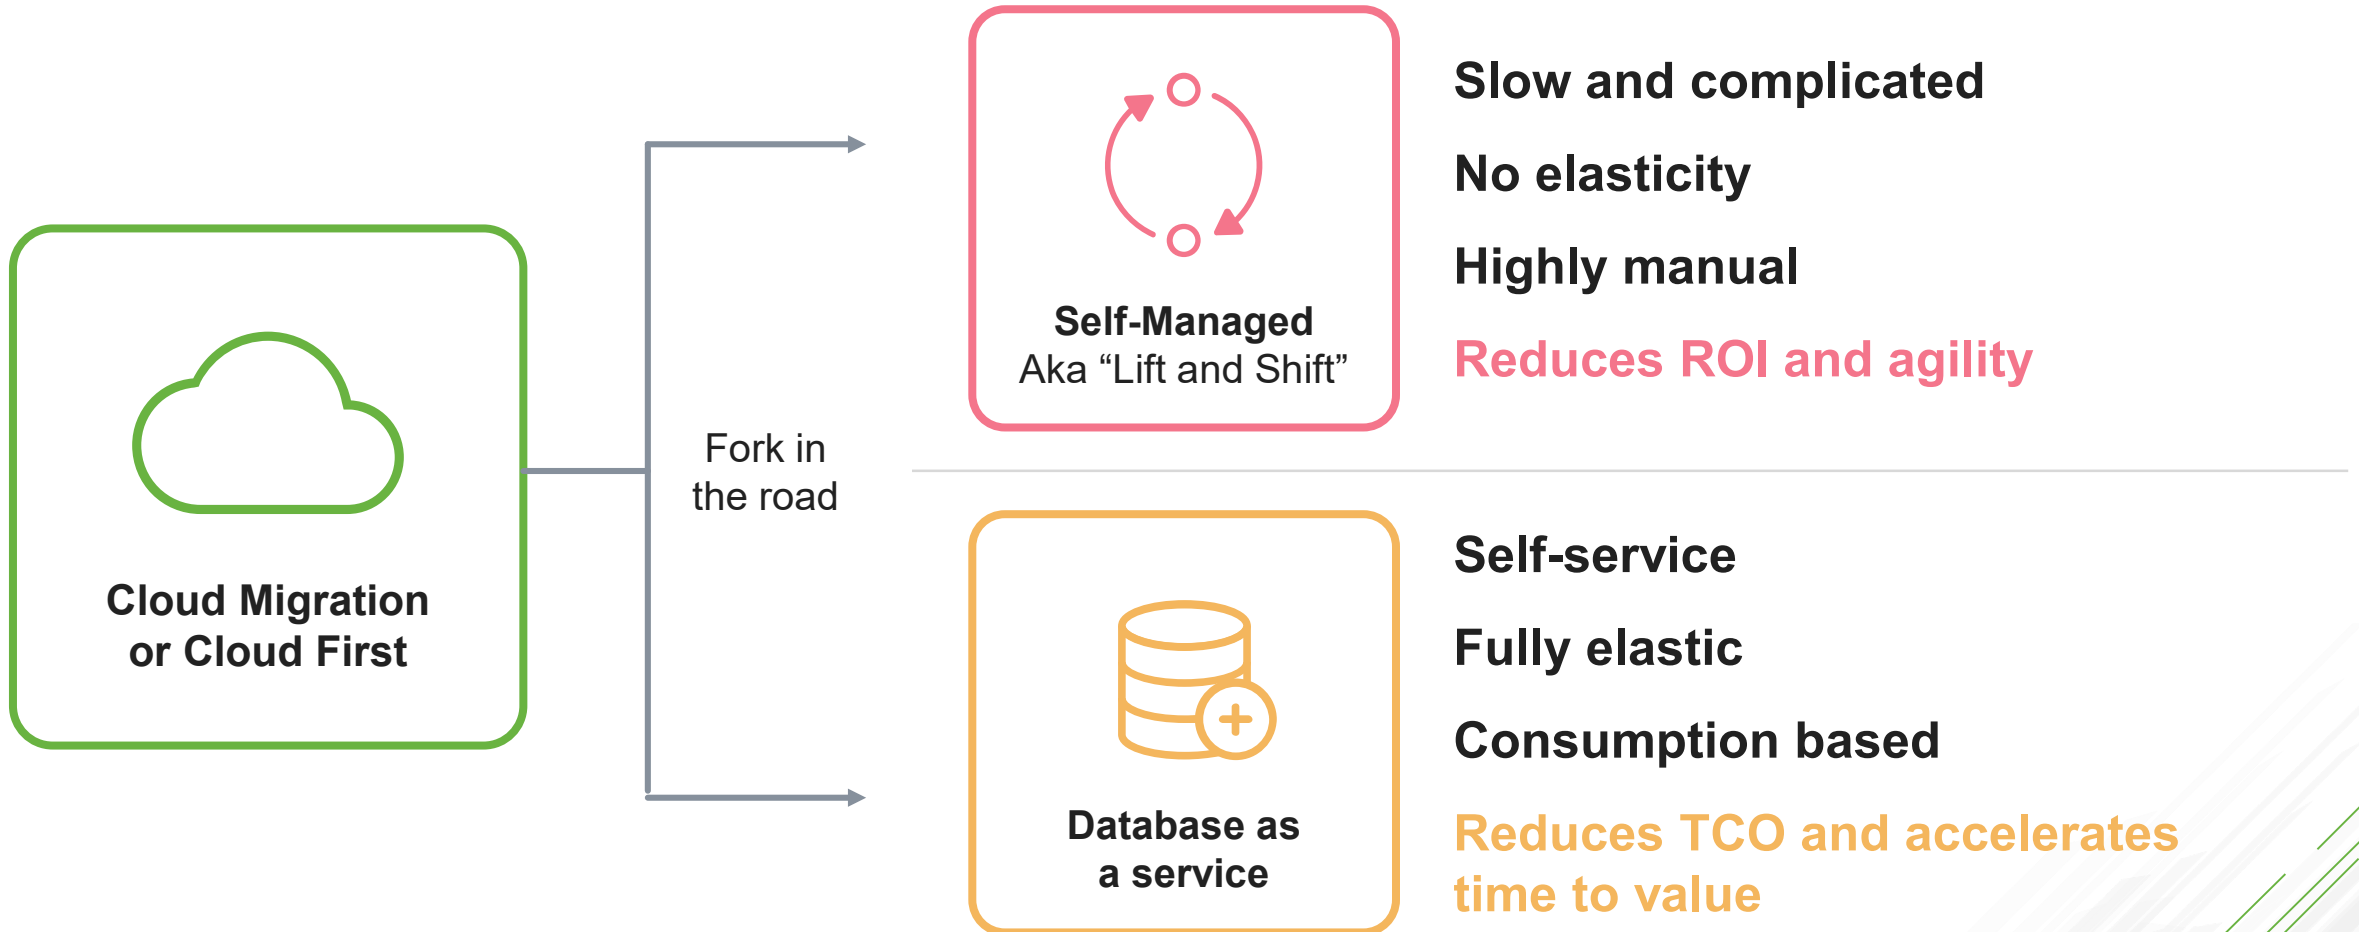 Cloud Migration
or Cloud First
Fork in
the road
Self-Managed
Aka “Lift and Shift”
Slow and complicated
No elasticity
Highly manual
Reduces ROI and agility
Database as
a service
Self-service
Fully elastic
Consumption based
Reduces TCO and accelerates
time to value